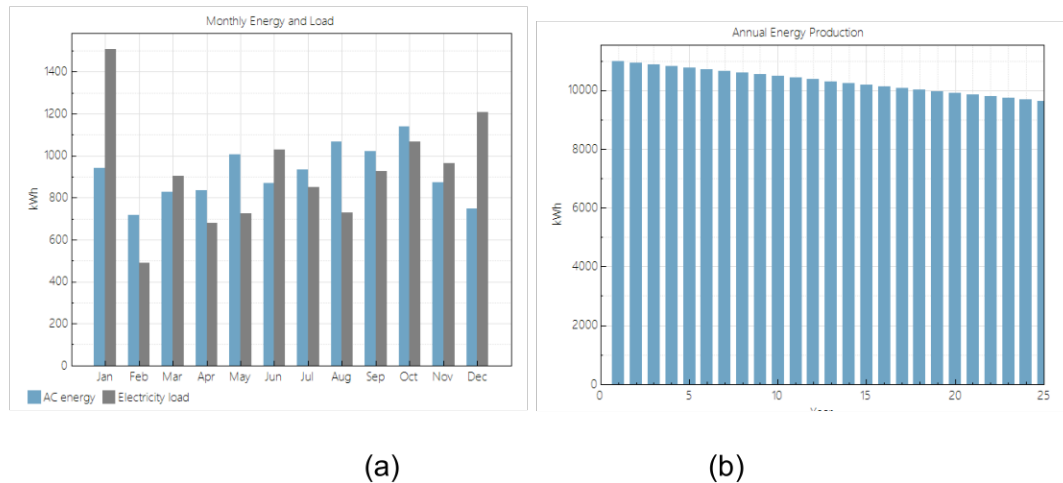 Monthly Energy and Load
1400
1200
1000
800
600
400
200
0
kWh
Jan Feb Mar Apr May Jun Jul Aug Sep Oct Nov Dec
AC energy Electricity load
Annual Energy Production
10000
8000
6000
4000
2000
0
kWh
0 5 10 15 20 25
(a) (b)